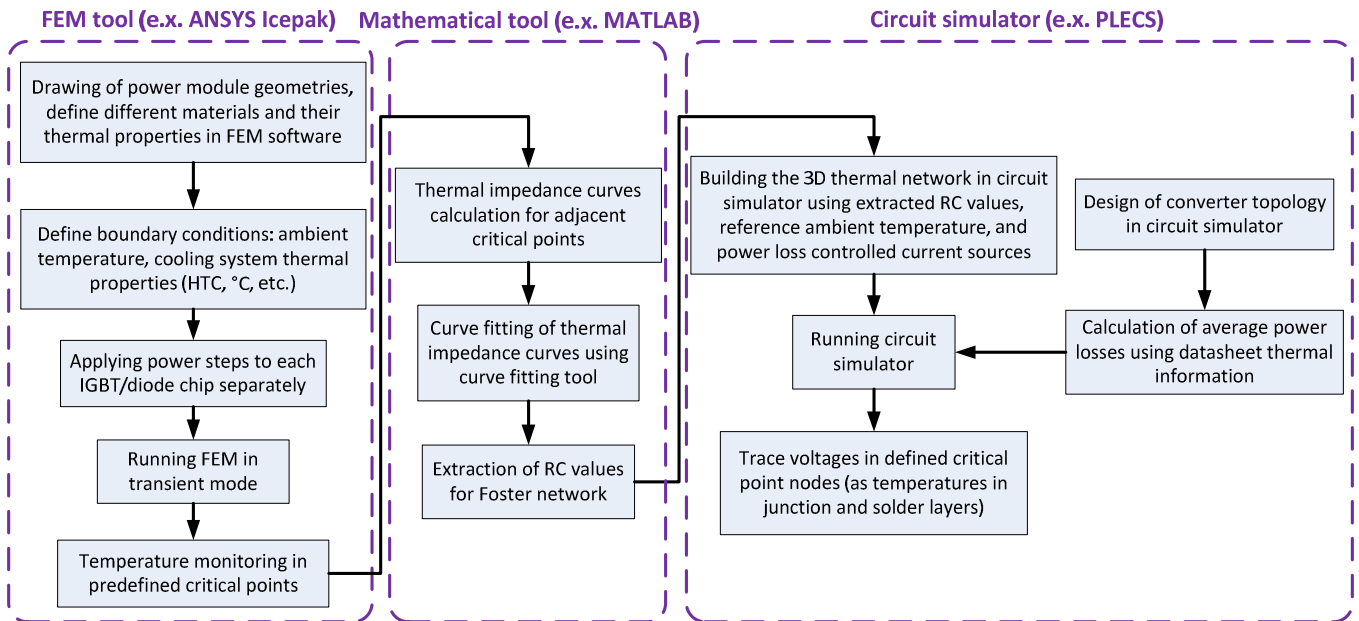 FEM tool (e.x. ANSYS Icepak)
Drawing of power module geometries,
define different materials and their
thermal properties in FEM software
Define boundary conditions: ambient
temperature, cooling system thermal
properties (HTC, °C, etc.)
Applying power steps to each
IGBT/diode chip separately
Running FEM in
transient mode
Temperature monitoring in
predefined critical points
Mathematical tool (e.x. MATLAB)
Thermal impedance curves
calculation for adjacent
critical points
Curve fitting of thermal
impedance curves using
curve fitting tool
Extraction of RC values
for Foster network
Circuit simulator (e.x. PLECS)
Building the 3D thermal network in circuit
simulator using extracted RC values,
reference ambient temperature, and
power loss controlled current sources
Design of converter topology
in circuit simulator
Running circuit
simulator
Calculation of average power
losses using datasheet thermal
information
Trace voltages in defined critical
point nodes (as temperatures in
junction and solder layers)